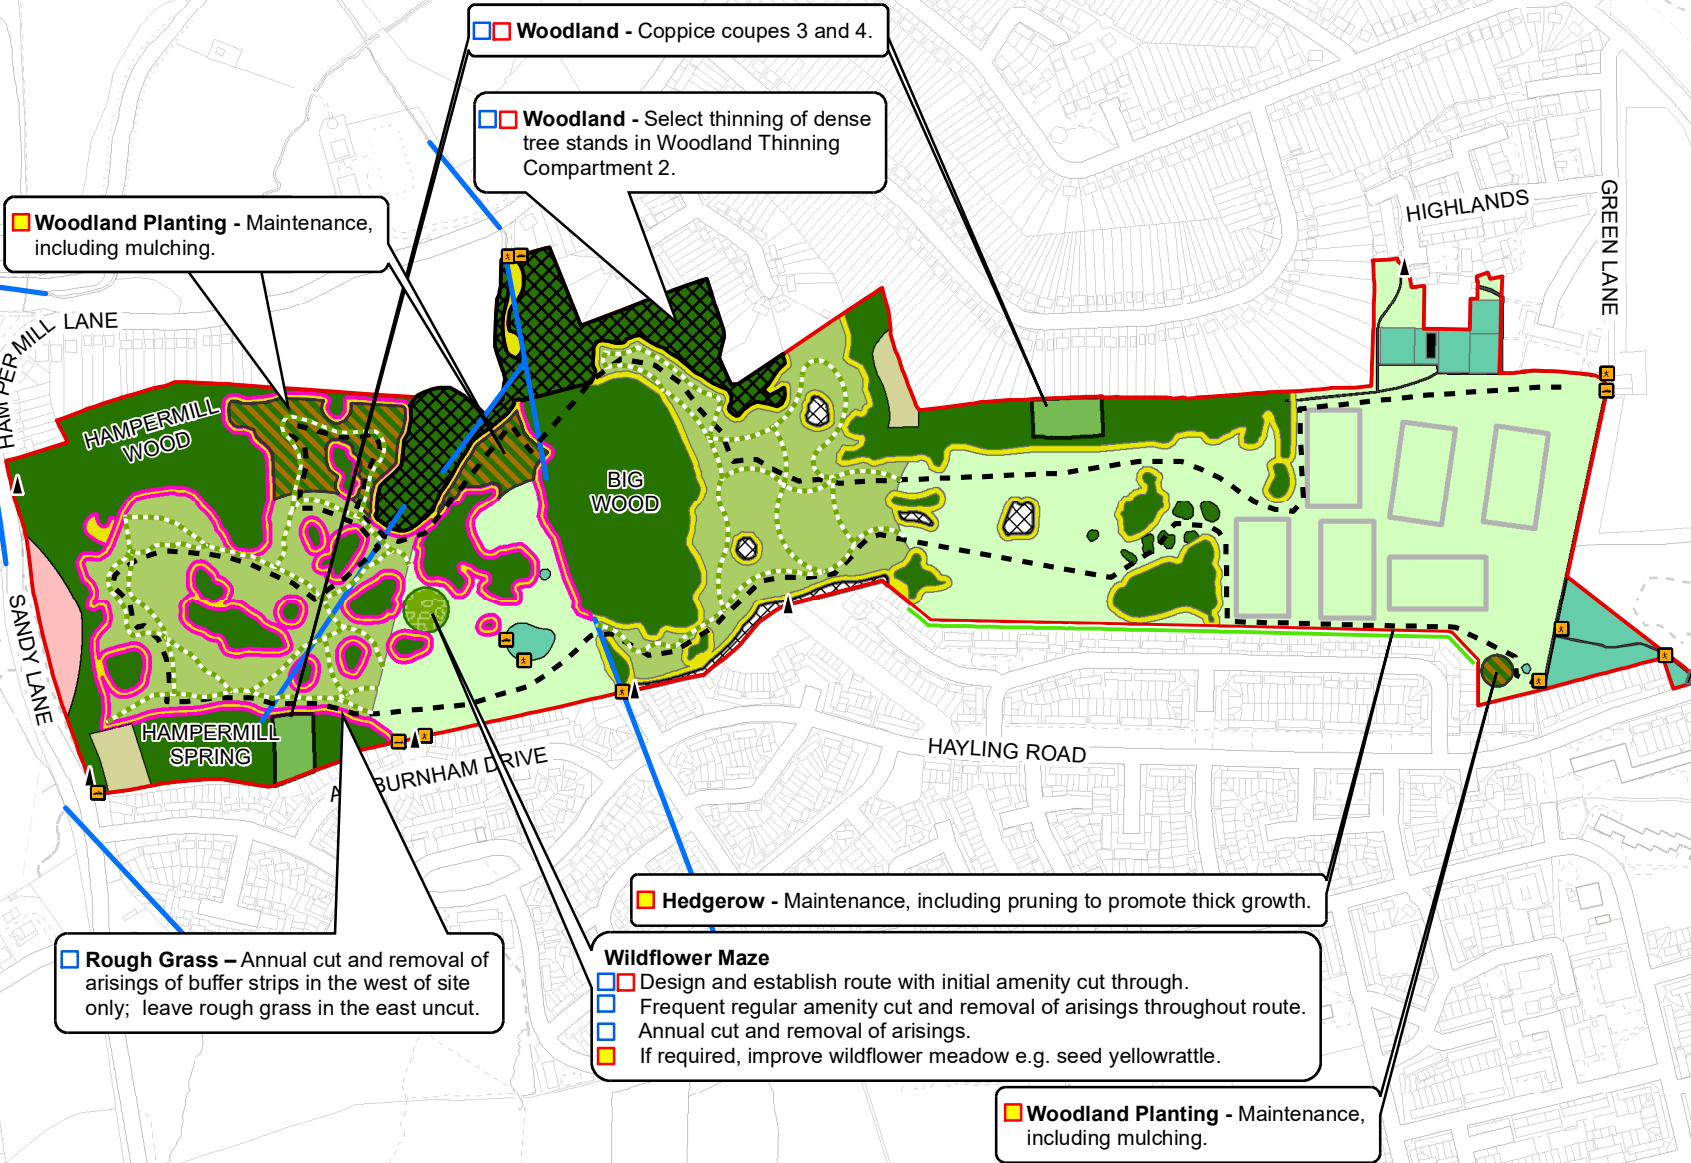 Woodland - Coppice coupes 3 and 4.
Woodland - Select thinning of dense
tree stands in Woodland Thinning
Compartment 2.
Woodland Planting - Maintenance,
including mulching.
HIGHLANDS
GREEN LANE
HAMPERMILL LANE
HAMPERMILL
WOOD
BIG
WOOD
SANDY LANE
HAMPERMILL
SPRING
BURNHAM DRIVE
HAYLING ROAD
Hedgerow - Maintenance, including pruning to promote thick growth.
Rough Grass – Annual cut and removal of
arisings of buffer strips in the west of site
only;  leave rough grass in the east uncut.
Wildflower Maze
Design and establish route with initial amenity cut through.
Frequent regular amenity cut and removal of arisings throughout route.
Annual cut and removal of arisings.
If required, improve wildflower meadow e.g. seed yellowrattle.
Woodland Planting - Maintenance,
including mulching.